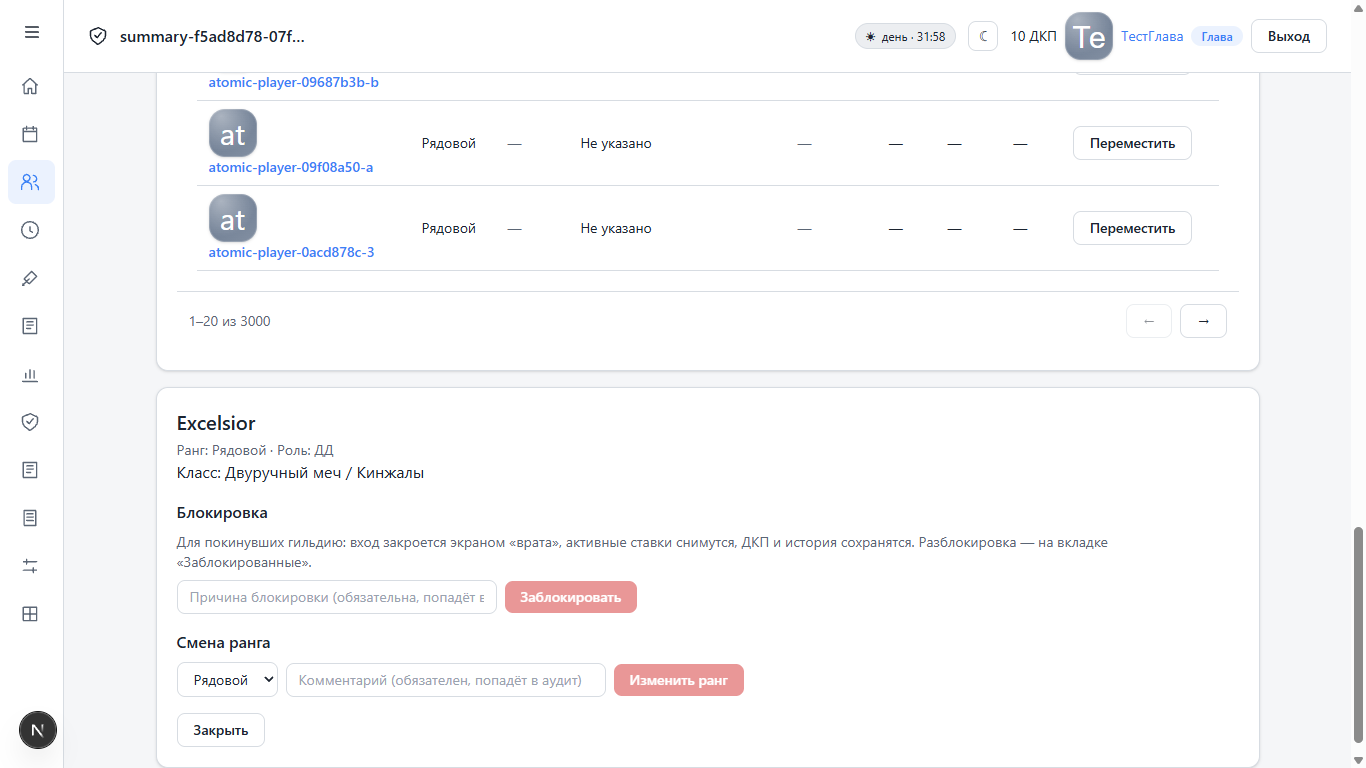 summary-f5ad8d78-07f...
☀ день · 31:58
☾
10 ДКП
Te
ТестГлава
Глава
Выход
atomic-player-09687b3b-b
at
atomic-player-09f08a50-a
Рядовой
—
Не указано
—
—
—
—
Переместить
at
atomic-player-0acd878c-3
Рядовой
—
Не указано
—
—
—
—
Переместить
1–20 из 3000
←
→
Excelsior
Ранг: Рядовой · Роль: ДД
Класс: Двуручный меч / Кинжалы
Блокировка
Для покинувших гильдию: вход закроется экраном «врата», активные ставки снимутся, ДКП и история сохранятся. Разблокировка — на вкладке
«Заблокированные».
Причина блокировки (обязательна, попадёт в
Заблокировать
Смена ранга
Рядовой
Комментарий (обязателен, попадёт в аудит)
Изменить ранг
Закрыть
N